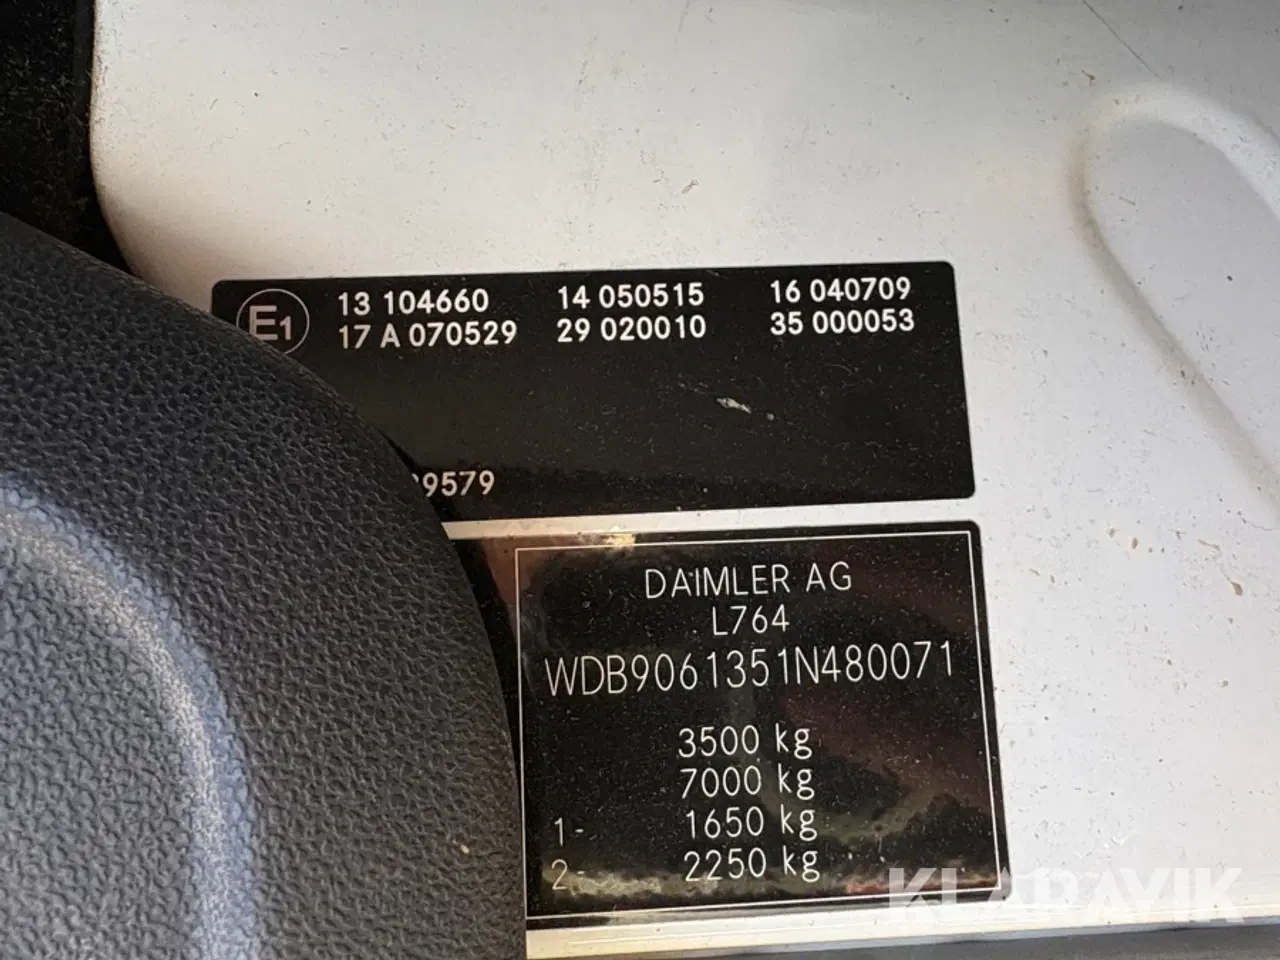 E1
13 104660 14 050515 16 040709
17 A 070529 29 020010 35 000053
9579
DAIMLER AG
L764
WDB9061351N480071
3500 kg
7000 kg
1- 1650 kg
2- 2250 kg
KLARAVIK